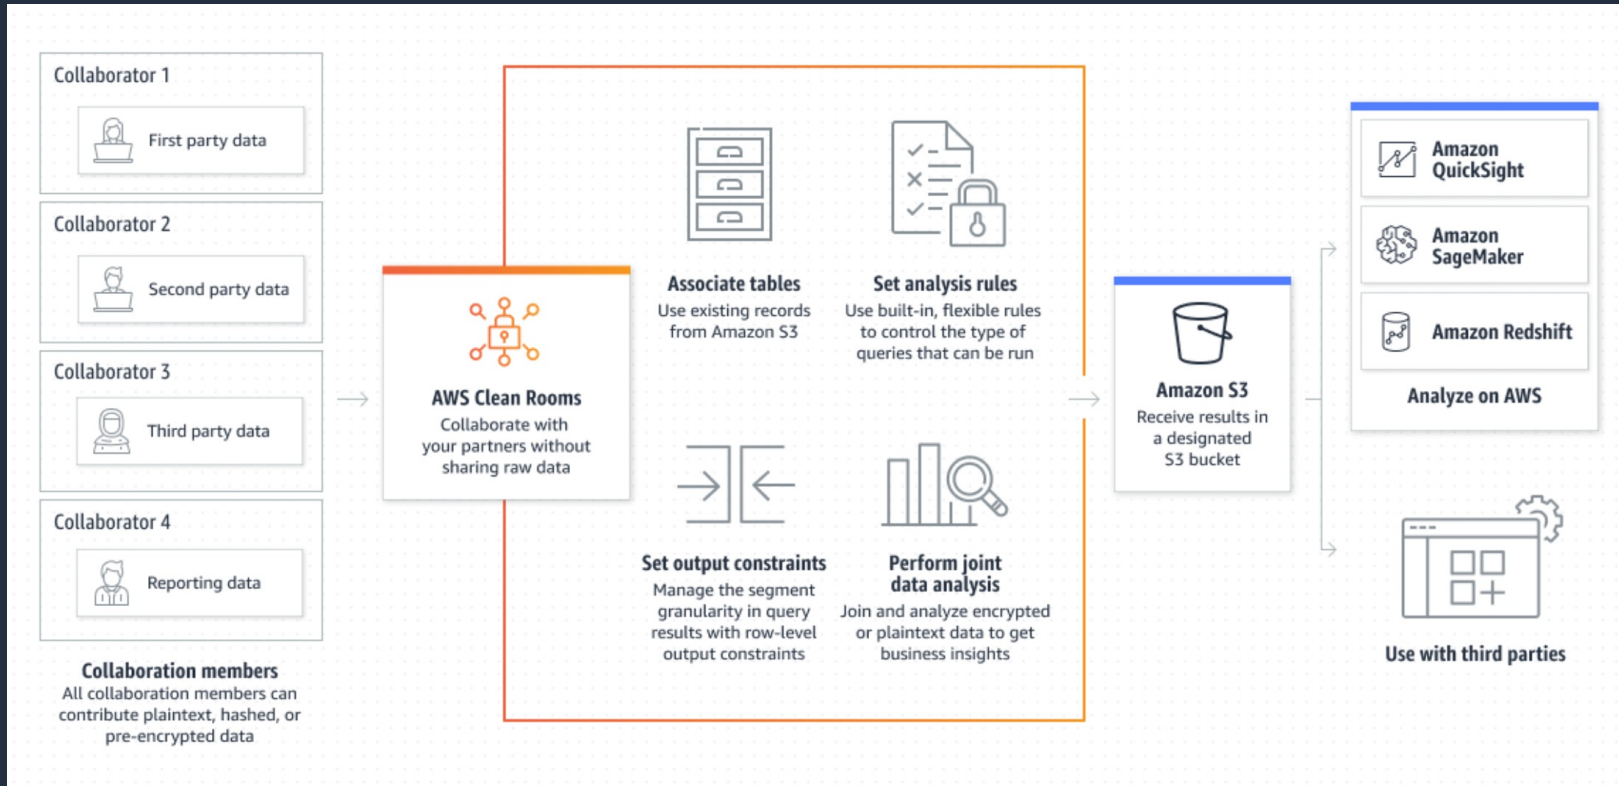 Collaborator 1
First party data
Collaborator 2
Second party data
Collaborator 3
Third party data
Collaborator 4
Reporting data
Collaboration members
All collaboration members can
contribute plaintext, hashed, or
pre-encrypted data
AWS Clean Rooms
Collaborate with
your partners without
sharing raw data
Associate tables
Use existing records
from Amazon S3
Set analysis rules
Use built-in, flexible rules
to control the type of
queries that can be run
Set output constraints
Manage the segment
granularity in query
results with row-level
output constraints
Perform joint
data analysis
Join and analyze encrypted
or plaintext data to get
business insights
Amazon S3
Receive results in
a designated
S3 bucket
Amazon
QuickSight
Amazon
SageMaker
Amazon Redshift
Analyze on AWS
Use with third parties